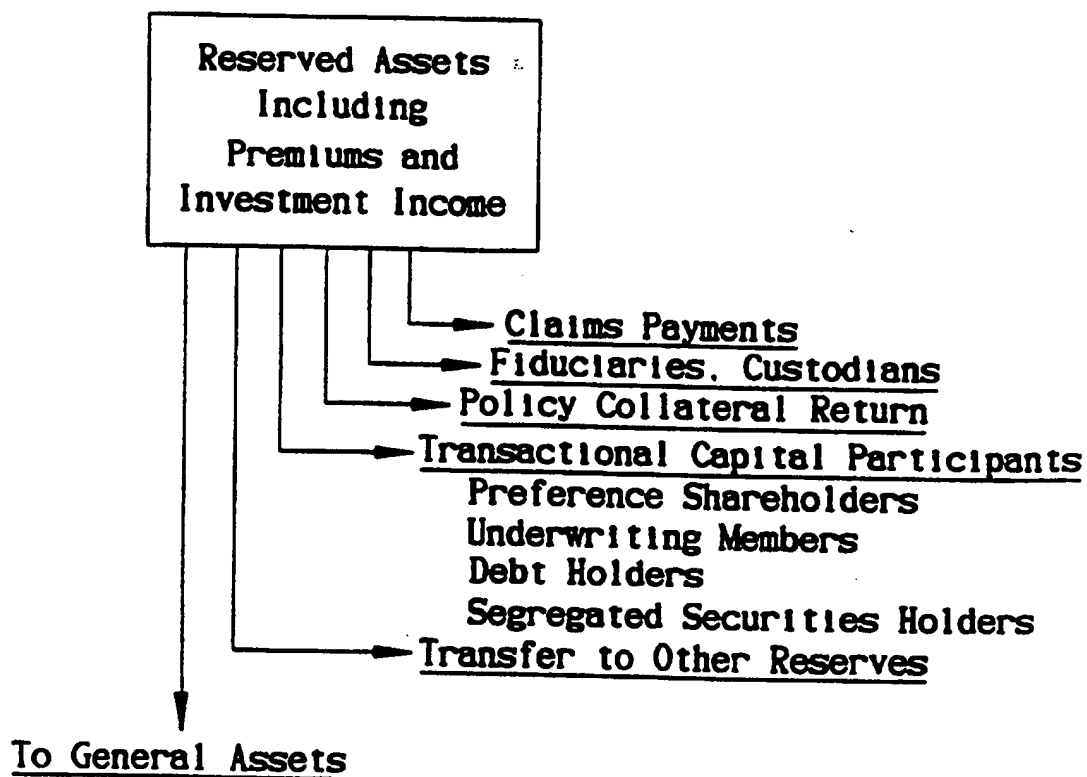 Reserved Assets
Including
Premiums and
Investment Income
Claims Payments
Fiduciaries. Custodians
Policy Collateral Return
Transactional Capital Participants
Preference Shareholders
Underwriting Members
Debt Holders
Segregated Securities Holders
Transfer to Other Reserves
To General Assets